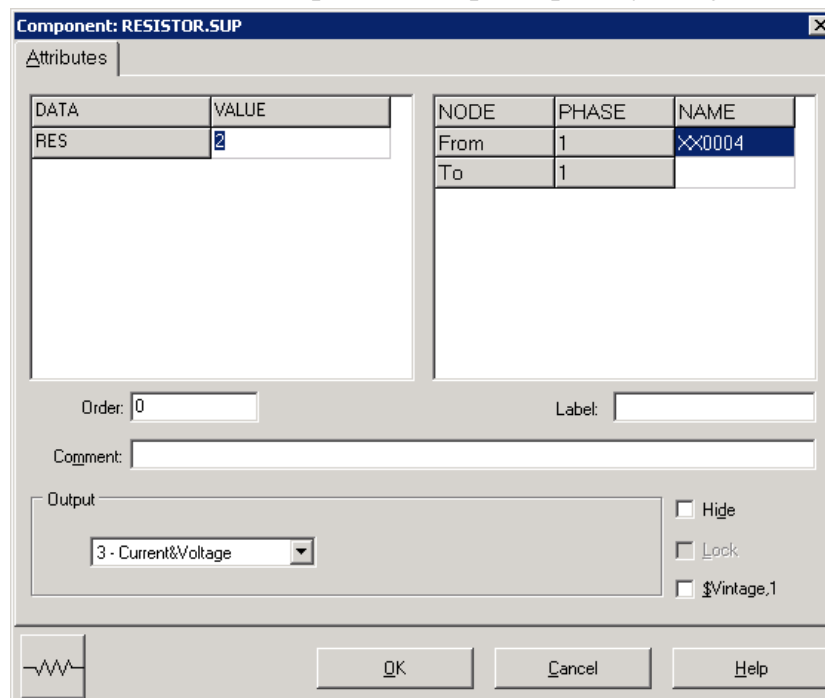 Component: RESISTOR.SUP
Attributes
DATA VALUE
RES 2
NODE PHASE NAME
From 1 XX0004
To 1
Order: 0
Label:
Comment:
Output
3 - Current&Voltage
Hide
Lock
$Vintage,1
OK Cancel Help